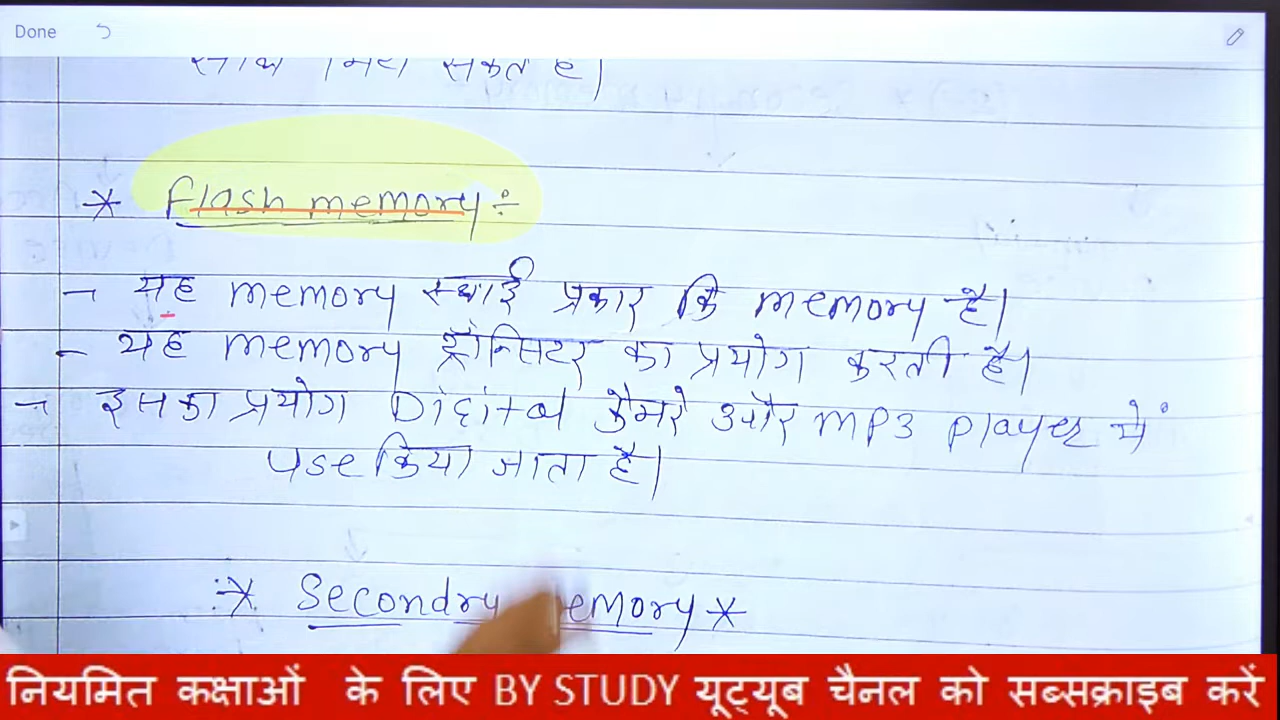 Done
साथ मिटा सकते है।
* flash memory÷
- यह memory स्थाई प्रकार कि memory है।
- यह memory ट्रांन्सिटर का प्रयोग करती है।
- इसका प्रयोग Digital कैमरे और MP3 player में
use किया जाता है।
* Secondry memory *
नियमित कक्षाओं के लिए BY STUDY यूट्यूब चैनल को सब्सक्राइब करें